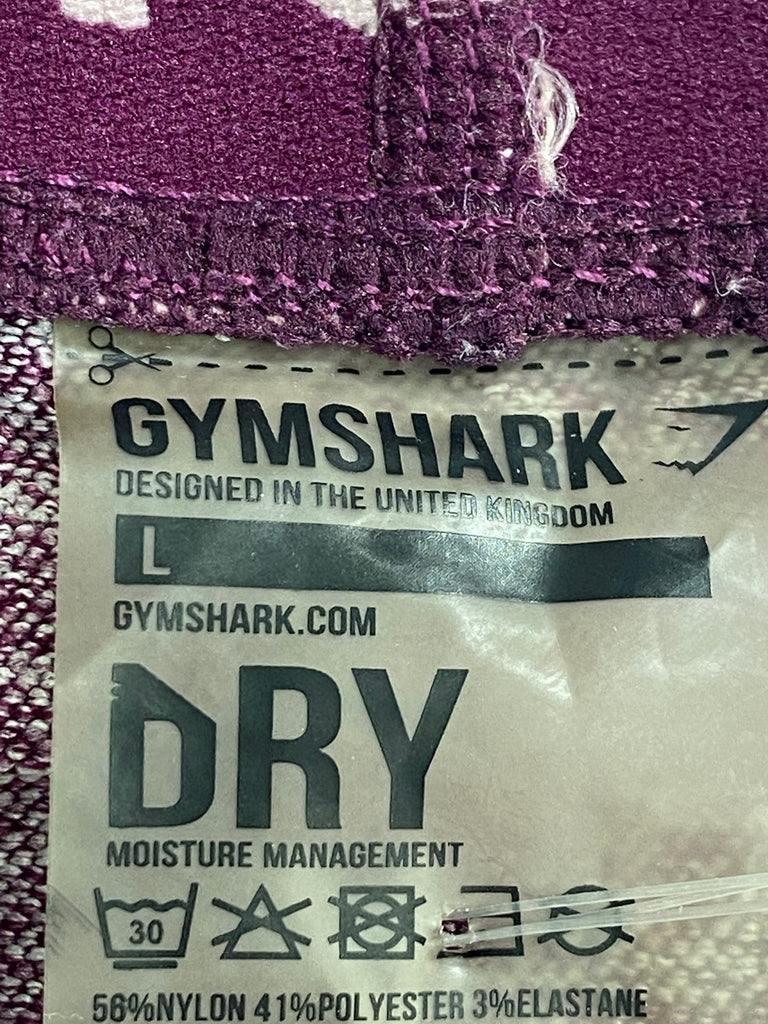 GYMSHARK
DESIGNED IN THE UNITED KINGDOM
L
GYMSHARK.COM
DRY
MOISTURE MANAGEMENT
30
56%NYLON 41%POLYESTER 3%ELASTANE